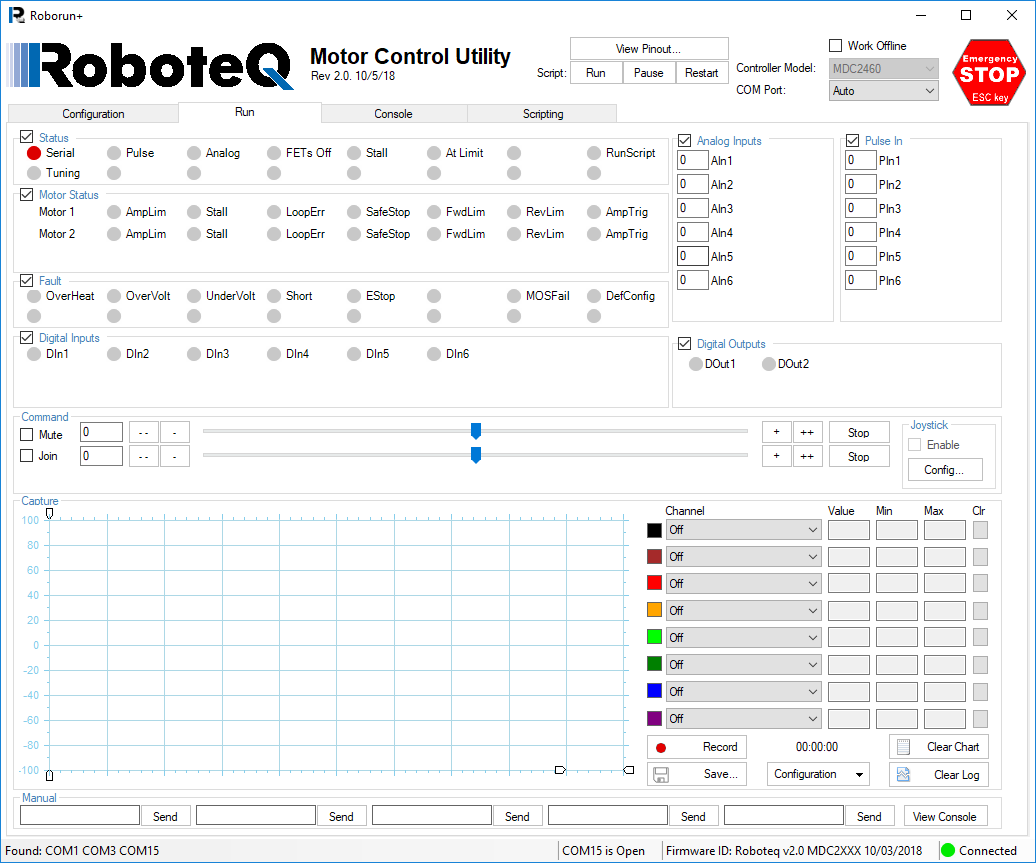 Roborun+
RoboteQ
Motor Control Utility
Rev 2.0. 10/5/18
View Pinout...
Script: Run Pause Restart
Work Offline
Controller Model: MDC2460
COM Port: Auto
Emergency
STOP
ESC key
Configuration Run Console Scripting
Status
Serial Pulse Analog FETs Off Stall At Limit RunScript
Tuning
Motor Status
Motor 1 AmpLim Stall LoopErr SafeStop FwdLim RevLim AmpTrig
Motor 2 AmpLim Stall LoopErr SafeStop FwdLim RevLim AmpTrig
Fault
OverHeat OverVolt UnderVolt Short EStop MOSFail DefConfig
Digital Inputs
DIn1 DIn2 DIn3 DIn4 DIn5 DIn6
Analog Inputs
0 AIn1
0 AIn2
0 AIn3
0 AIn4
0 AIn5
0 AIn6
Pulse In
0 PIn1
0 PIn2
0 PIn3
0 PIn4
0 PIn5
0 PIn6
Digital Outputs
DOut1 DOut2
Command
Mute 0 -- - + ++ Stop
Join 0 -- - + ++ Stop
Joystick
Enable
Config...
Capture
100
80
60
40
20
0
-20
-40
-60
-80
-100
Channel Value Min Max Clr
Off
Off
Off
Off
Off
Off
Off
Off
Record 00:00:00 Clear Chart
Save... Configuration Clear Log
Manual
Send Send Send Send Send View Console
Found: COM1 COM3 COM15 COM15 is Open Firmware ID: Roboteq v2.0 MDC2XXX 10/03/2018 Connected